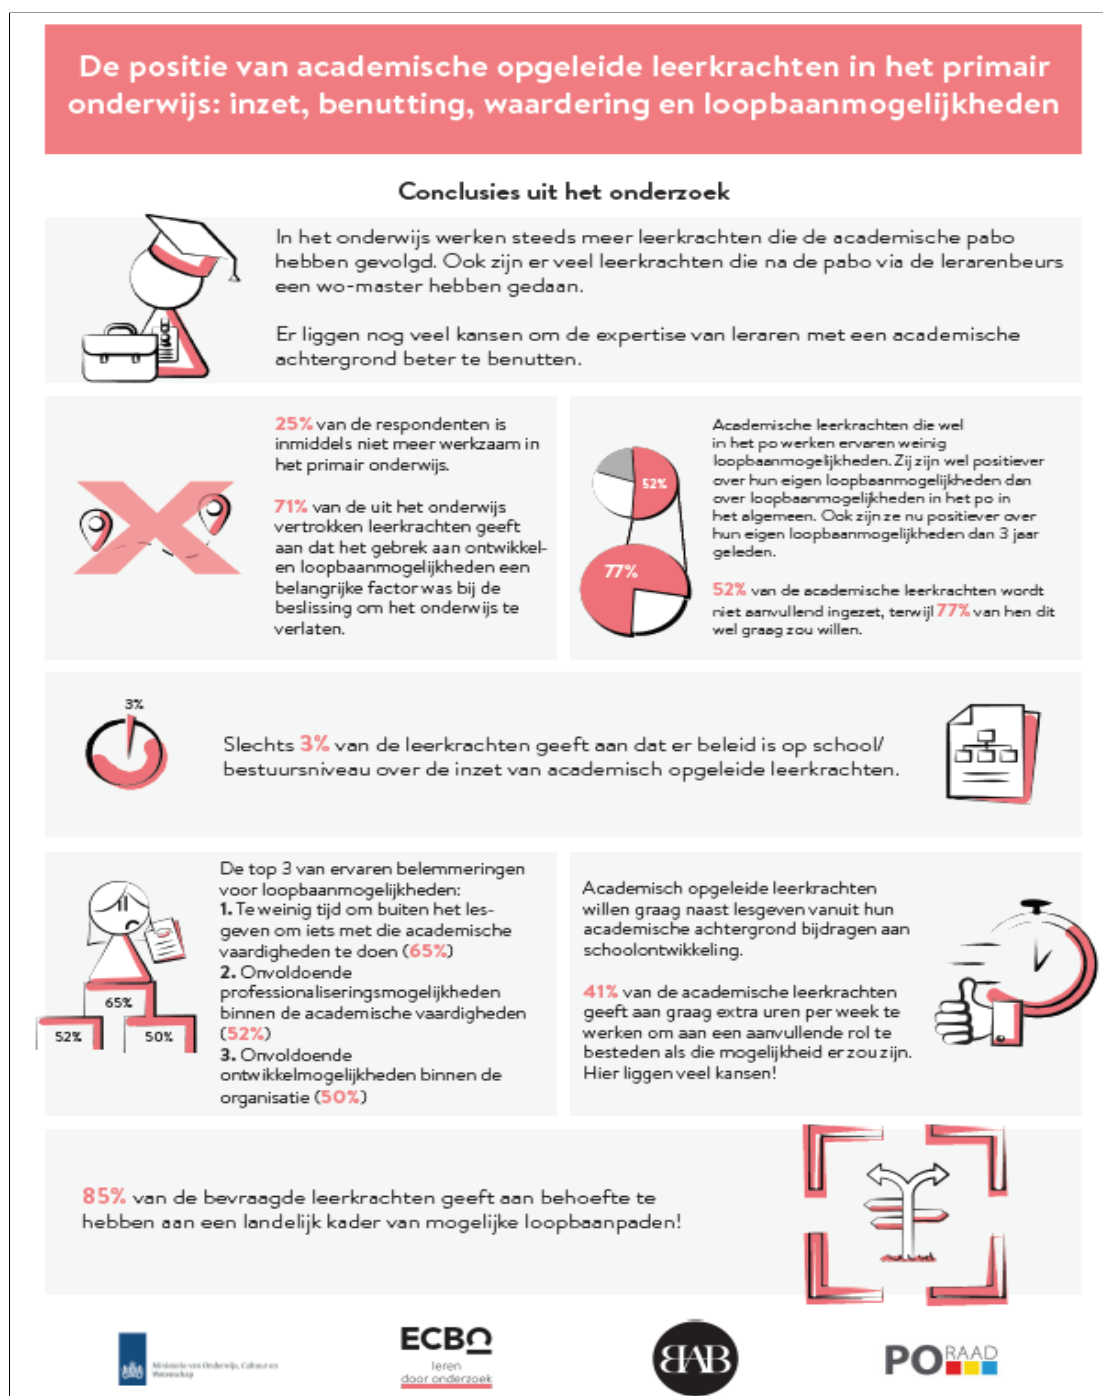 De positie van academische opgeleide leerkrachten in het primair
onderwijs: inzet, benutting, waardering en loopbaanmogelijkheden
Conclusies uit het onderzoek
In het onderwijs werken steeds meer leerkrachten die de academische pabo
hebben gevolgd. Ook zijn er veel leerkrachten die na de pabo via de lerarenbeurs
een wo-master hebben gedaan.
Er liggen nog veel kansen om de expertise van leraren met een academische
achtergrond beter te benutten.
25% van de respondenten is
inmiddels niet meer werkzaam in
het primair onderwijs.
71% van de uit het onderwijs
vertrokken leerkrachten geeft
aan dat het gebrek aan ontwikkel-
en loopbaanmogelijkheden een
belangrijke factor was bij de
beslissing om het onderwijs te
verlaten.
52%
77%
Academische leerkrachten die wel
in het po werken ervaren weinig
loopbaanmogelijkheden. Zij zijn wel positiever
over hun eigen loopbaanmogelijkheden dan
over loopbaanmogelijkheden in het po in
het algemeen. Ook zijn ze nu positiever over
hun eigen loopbaanmogelijkheden dan 3 jaar
geleden.
52% van de academische leerkrachten wordt
niet aanvullend ingezet, terwijl 77% van hen dit
wel graag zou willen.
3%
Slechts 3% van de leerkrachten geeft aan dat er beleid is op school/
bestuursniveau over de inzet van academisch opgeleide leerkrachten.
65%
52%
50%
De top 3 van ervaren belemmeringen
voor loopbaanmogelijkheden:
1. Te weinig tijd om buiten het les-
geven om iets met die academische
vaardigheden te doen (65%)
2. Onvoldoende
professionaliseringsmogelijkheden
binnen de academische vaardigheden
(52%)
3. Onvoldoende
ontwikkelmogelijkheden binnen de
organisatie (50%)
Academisch opgeleide leerkrachten
willen graag naast lesgeven vanuit hun
academische achtergrond bijdragen aan
schoolontwikkeling.
41% van de academische leerkrachten
geeft aan graag extra uren per week te
werken om aan een aanvullende rol te
besteden als die mogelijkheid er zou zijn.
Hier liggen veel kansen!
85% van de bevraagde leerkrachten geeft aan behoefte te
hebben aan een landelijk kader van mogelijke loopbaanpaden!
Ministerie van Onderwijs, Cultuur en
Wetenschap
ECBO
leren
door onderzoek
BAB
PO RAAD